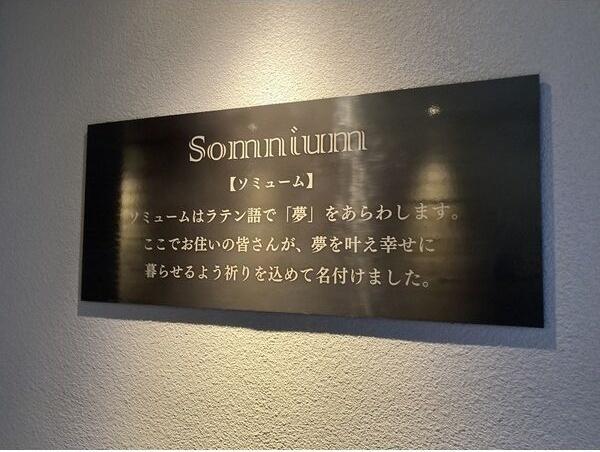 Somnium
【ソミューム】
ソミュームはラテン語で「夢」をあらわします。
ここでお住いの皆さんが、夢を叶え幸せに
暮らせるよう祈りを込めて名付けました。